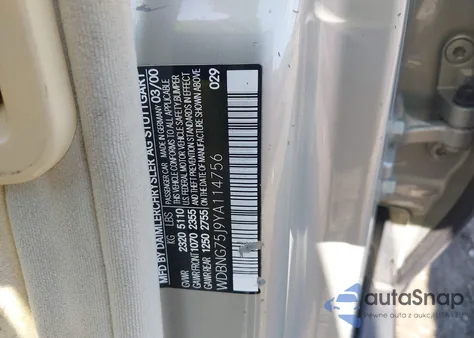 MFD BY DAIMLERCHRYSLER AG STUTTGART
PASSENGER CAR MADE IN GERMANY 03/00
KG LBS THIS VEHICLE CONFORMS TO ALL APPLICABLE
GVWR 2320 5110 U.S. FEDERAL MOTOR VEHICLE SAFETY, BUMPER
GAWR FRONT 1070 2355 AND THEFT PREVENTION STANDARDS IN EFFECT
GAWR REAR 1250 2755 ON THE DATE OF MANUFACTURE SHOWN ABOVE
WDBNG75J9YA114756
029
autoSnap